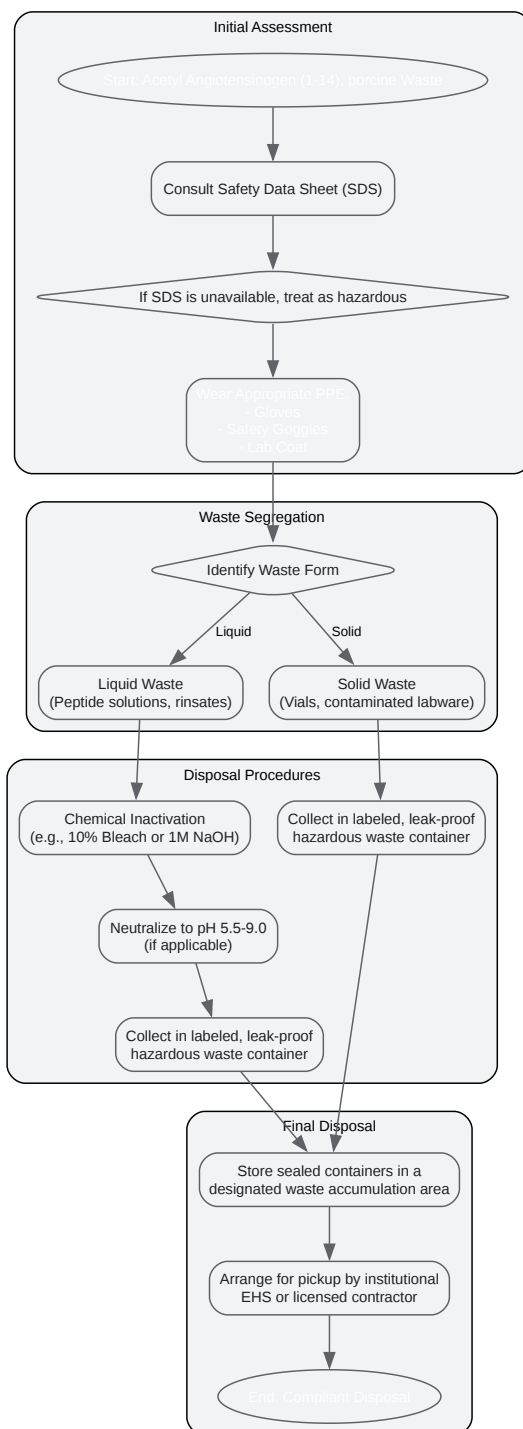 Initial Assessment
Start: Acetyl Angiotensinogen (1-14), porcine Waste
Consult Safety Data Sheet (SDS)
If SDS is unavailable, treat as hazardous
Wear Appropriate PPE
- Gloves
- Safety Goggles
- Lab Coat
Waste Segregation
Identify Waste Form
Liquid
Solid
Liquid Waste
(Peptide solutions, rinsates)
Solid Waste
(Vials, contaminated labware)
Disposal Procedures
Chemical Inactivation
(e.g., 10% Bleach or 1M NaOH)
Collect in labeled, leak-proof
hazardous waste container
Neutralize to pH 5.5-9.0
(if applicable)
Collect in labeled, leak-proof
hazardous waste container
Final Disposal
Store sealed containers in a
designated waste accumulation area
Arrange for pickup by institutional
EHS or licensed contractor
End: Compliant Disposal